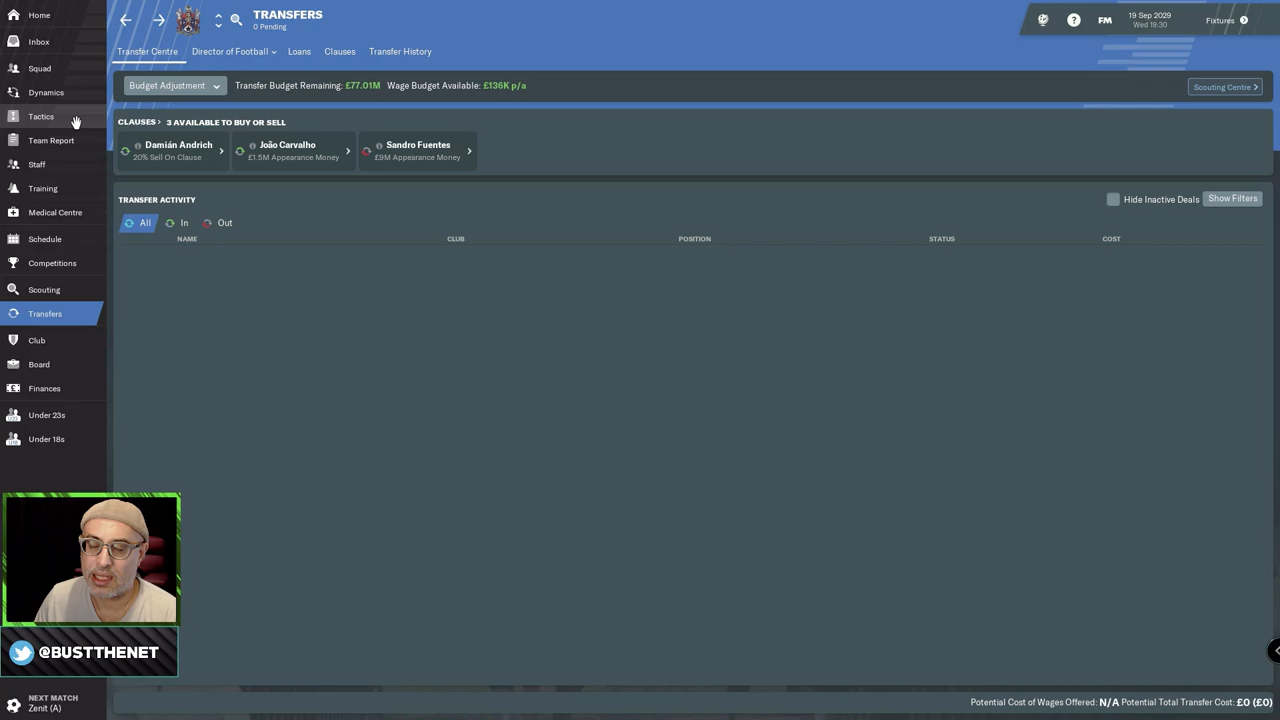 Home
Inbox
Squad
Dynamics
Tactics
Team Report
Staff
Training
Medical Centre
Schedule
Competitions
Scouting
Transfers
Club
Board
Finances
Under 23s
Under 18s
TRANSFERS
0 Pending
FM
19 Sep 2029
Wed 19:30
Fixtures
Transfer Centre Director of Football Loans Clauses Transfer History
Budget Adjustment Transfer Budget Remaining: £77.01M Wage Budget Available: £136K p/a
Scouting Centre
CLAUSES 3 AVAILABLE TO BUY OR SELL
Damián Andrich
20% Sell On Clause
João Carvalho
£1.5M Appearance Money
Sandro Fuentes
£9M Appearance Money
TRANSFER ACTIVITY
Hide Inactive Deals Show Filters
All In Out
NAME CLUB POSITION STATUS COST
@BUSTTHENET
NEXT MATCH
Zenit (A)
Potential Cost of Wages Offered: N/A Potential Total Transfer Cost: £0 (£0)